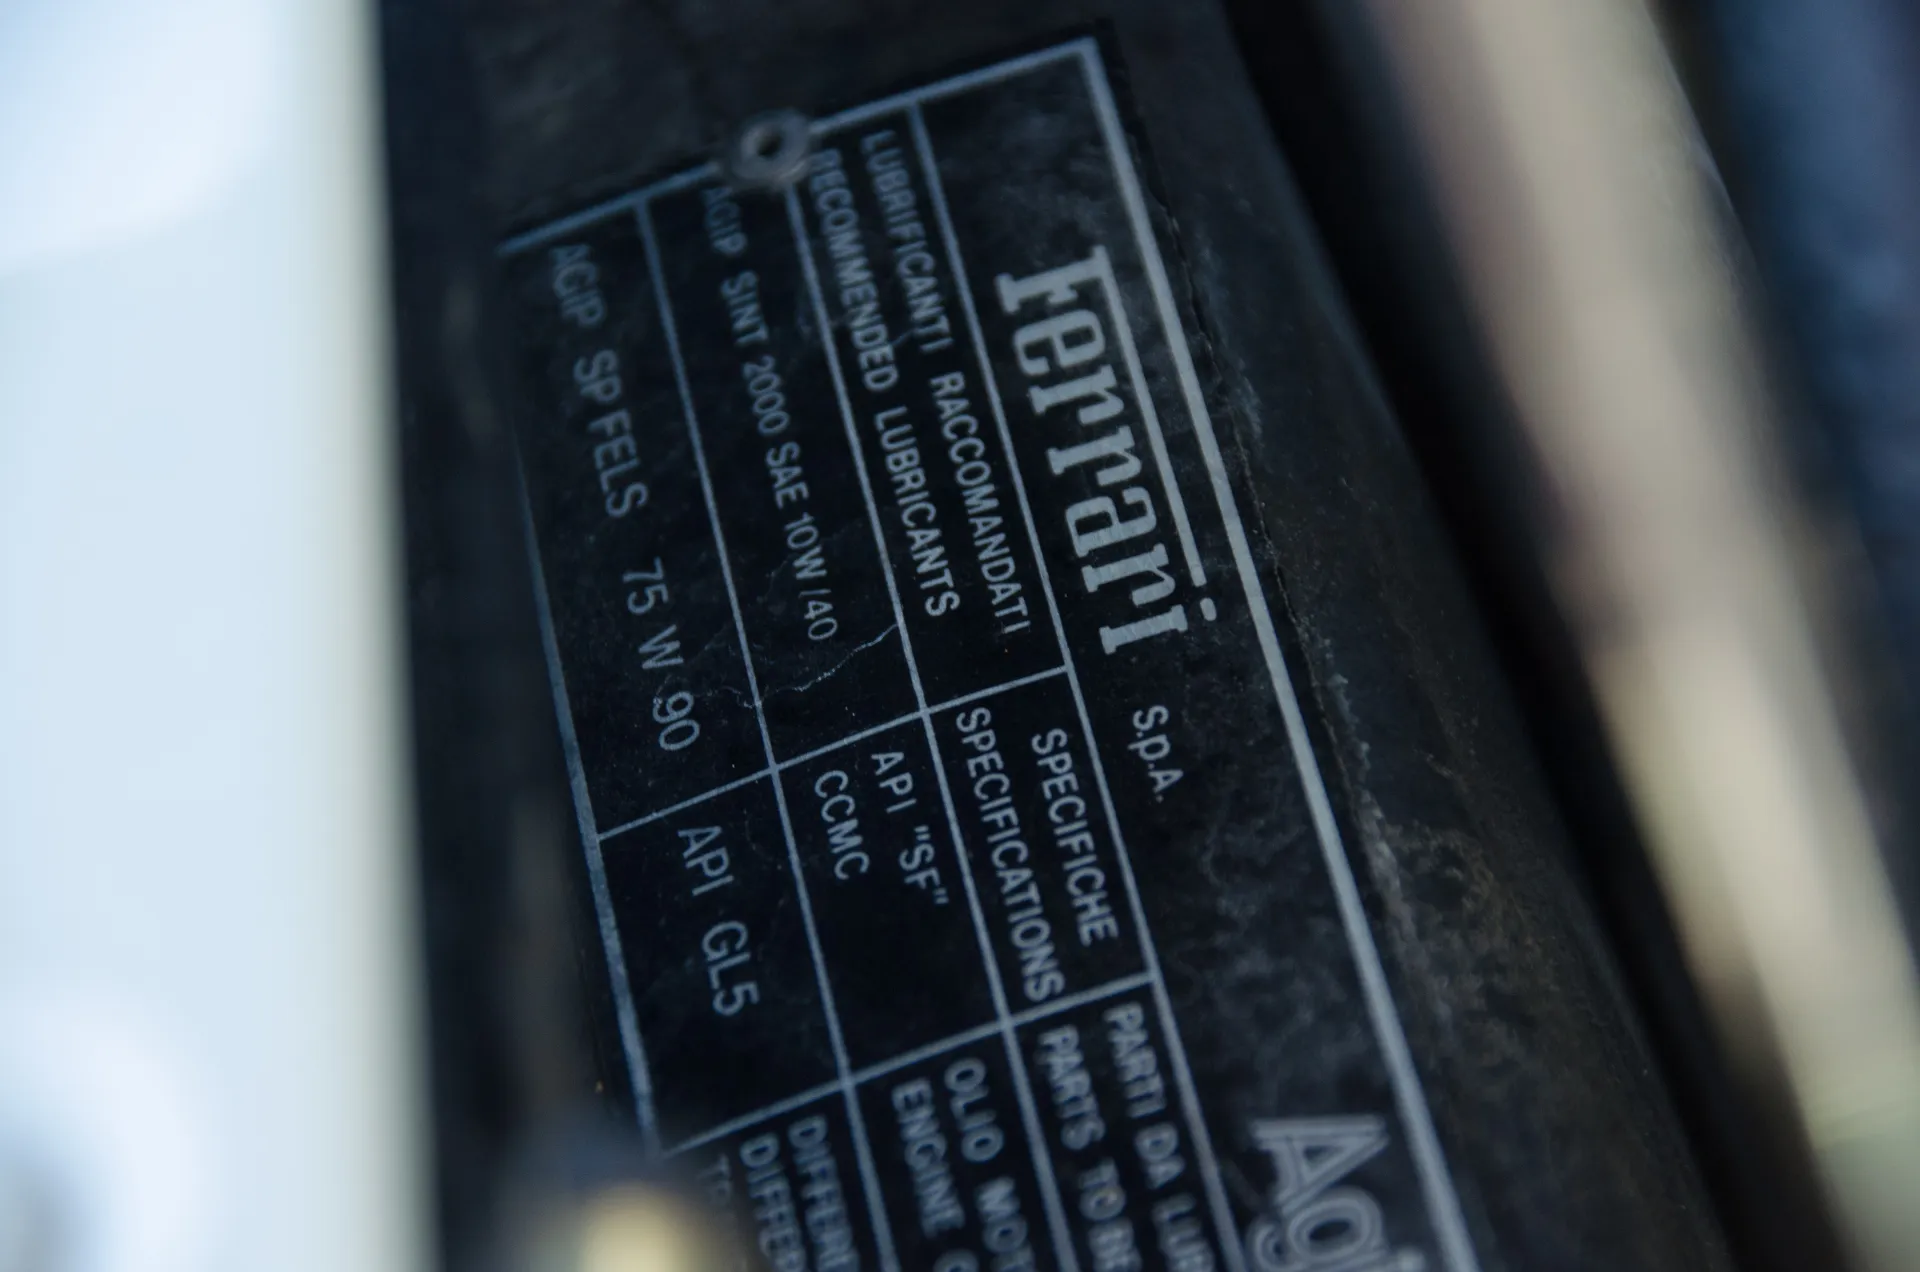 Ferrari S.p.A.
LUBRIFICANTI RACCOMANDATI
RECOMMENDED LUBRICANTS
SPECIFICHE
SPECIFICATIONS
PARTI DA
PARTS TO BE
AGIP SINT 2000 SAE 10W/40
API "SF"
CCMC
OLIO
ENGINE
AGIP SP FELS 75 W 90
API GL5